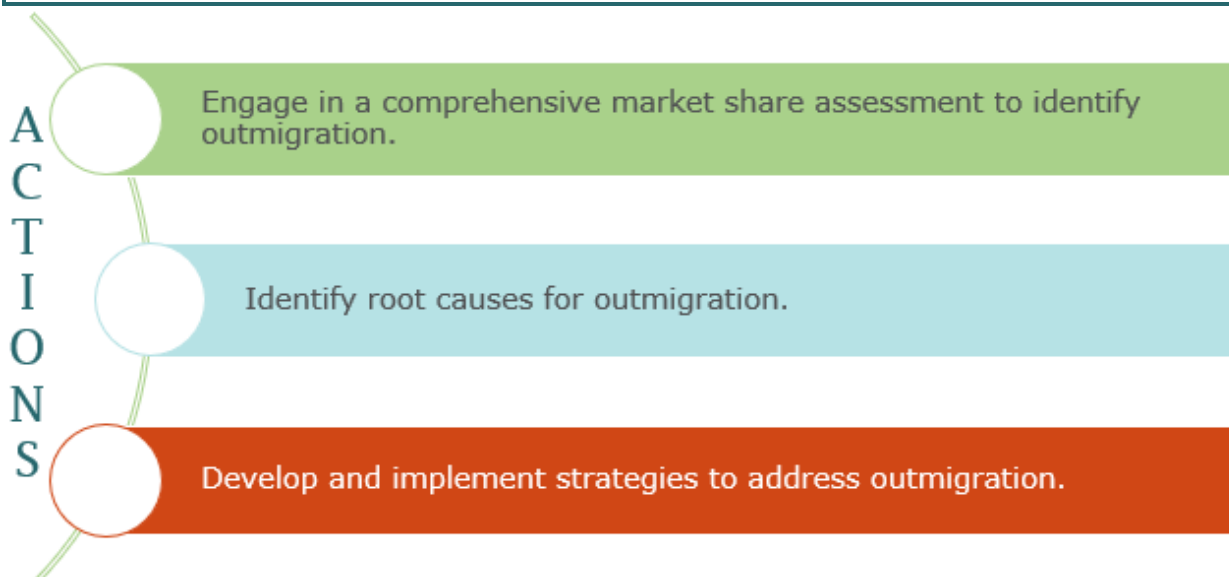 ACTIONS
Engage in a comprehensive market share assessment to identify
outmigration.
Identify root causes for outmigration.
Develop and implement strategies to address outmigration.